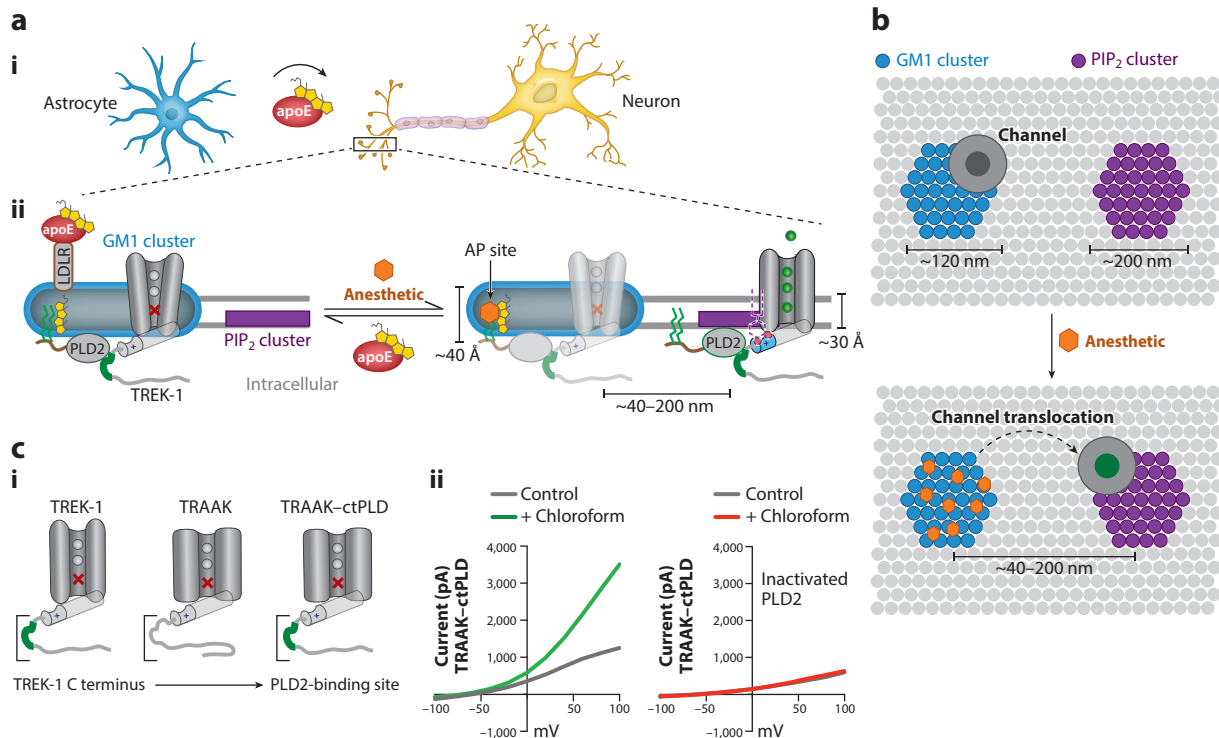 a
i
Astrocyte
apoE
Neuron
ii
apoE
LDLR
GM1 cluster
PLD2
TREK-1
PIP₂ cluster
Intracellular
Anesthetic
apoE
AP site
~40 Å
PLD2
~30 Å
~40–200 nm
b
GM1 cluster
PIP₂ cluster
Channel
~120 nm
~200 nm
Anesthetic
Channel translocation
~40–200 nm
c
i
TREK-1
TRAAK
TRAAK–ctPLD
+
+
+
TREK-1 C terminus
PLD2-binding site
ii
Control
+ Chloroform
Current (pA)
TRAAK–ctPLD
4,000
3,000
2,000
1,000
–1,000
–100
–50
50
100
mV
Control
+ Chloroform
Current (pA)
TRAAK–ctPLD
Inactivated
PLD2
4,000
3,000
2,000
1,000
–1,000
–100
–50
50
100
mV